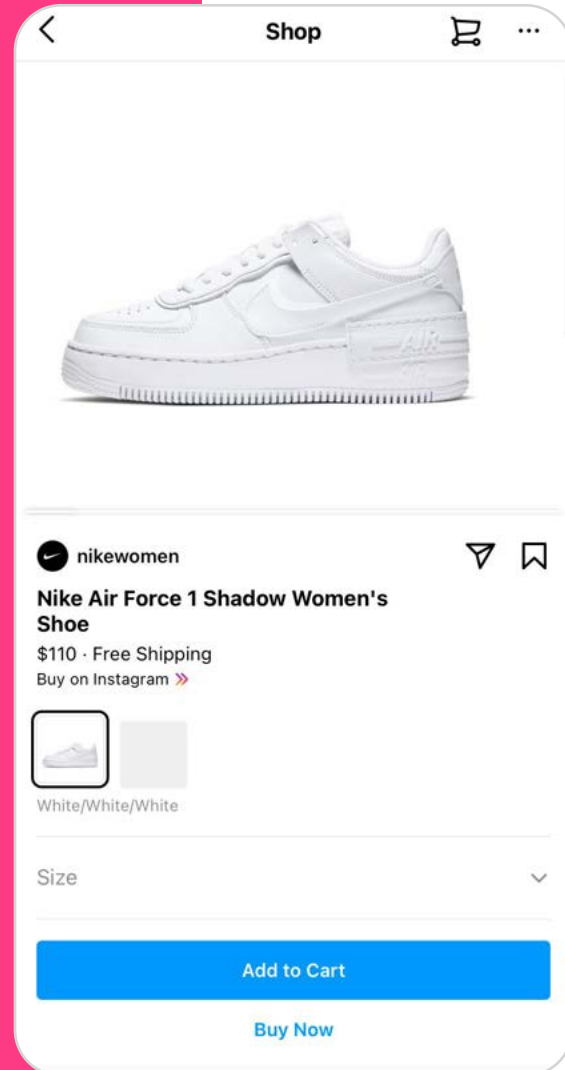 Shop
AIR
nikewomen
Nike Air Force 1 Shadow Women's
Shoe
$110 · Free Shipping
Buy on Instagram
White/White/White
Size
Add to Cart
Buy Now